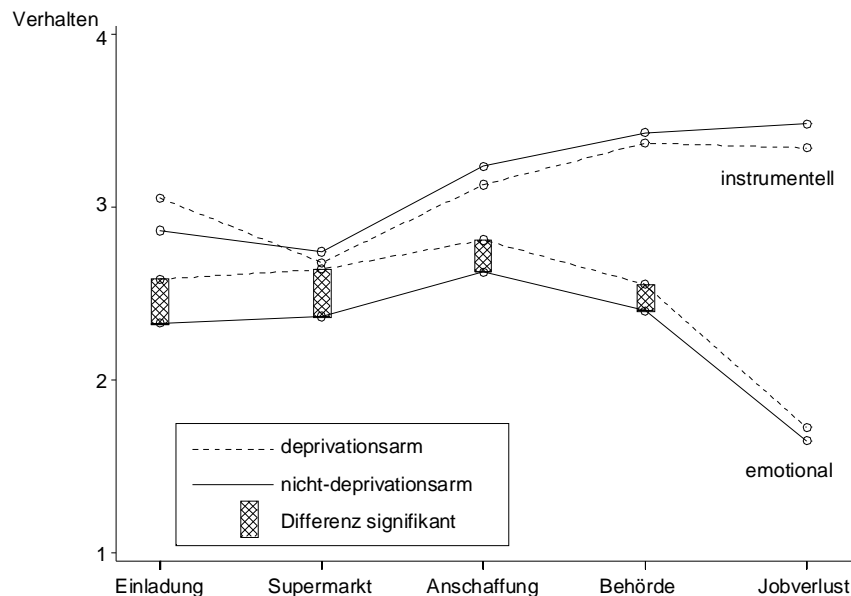 Verhalten
4
3
2
1
instrumentell
emotional
deprivationsarm
nicht-deprivationsarm
Differenz signifikant
Einladung Supermarkt Anschaffung Behörde Jobverlust